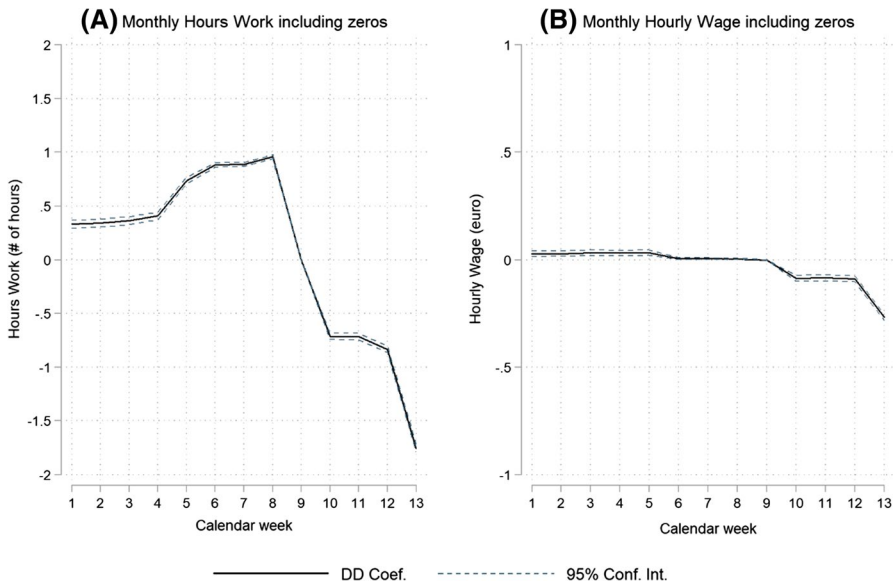 (A) Monthly Hours Work including zeros
2
1.5
1
.5
0
-.5
-1
-1.5
-2
Hours Work (# of hours)
1 2 3 4 5 6 7 8 9 10 11 12 13
Calendar week
(B) Monthly Hourly Wage including zeros
1
.5
0
-.5
-1
Hourly Wage (euro)
1 2 3 4 5 6 7 8 9 10 11 12 13
Calendar week
DD Coef. 95% Conf. Int.